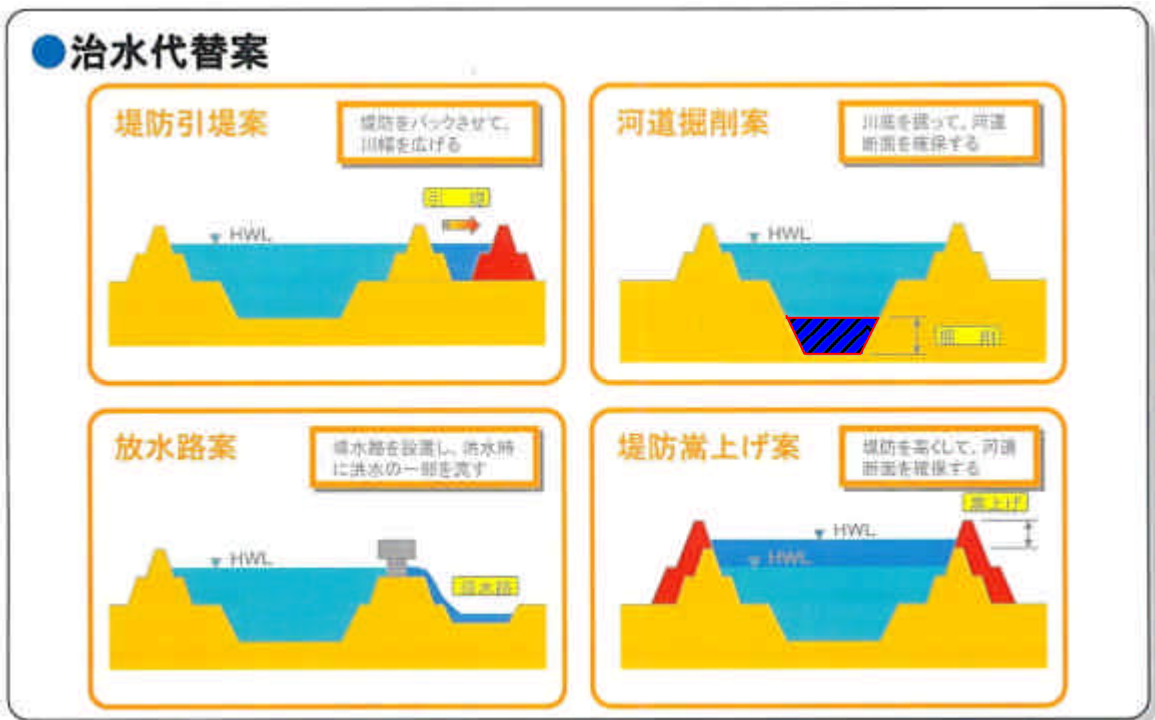 ●治水代替案
堤防引堤案
堤防をバックさせて、
川幅を広げる
引 堤
HWL
河道掘削案
川底を掘って、河道
断面を確保する
HWL
掘 削
放水路案
放水路を設置し、洪水時
に洪水の一部を流す
HWL
放水路
堤防嵩上げ案
堤防を高くして、河道
断面を確保する
嵩上げ
HWL
HWL